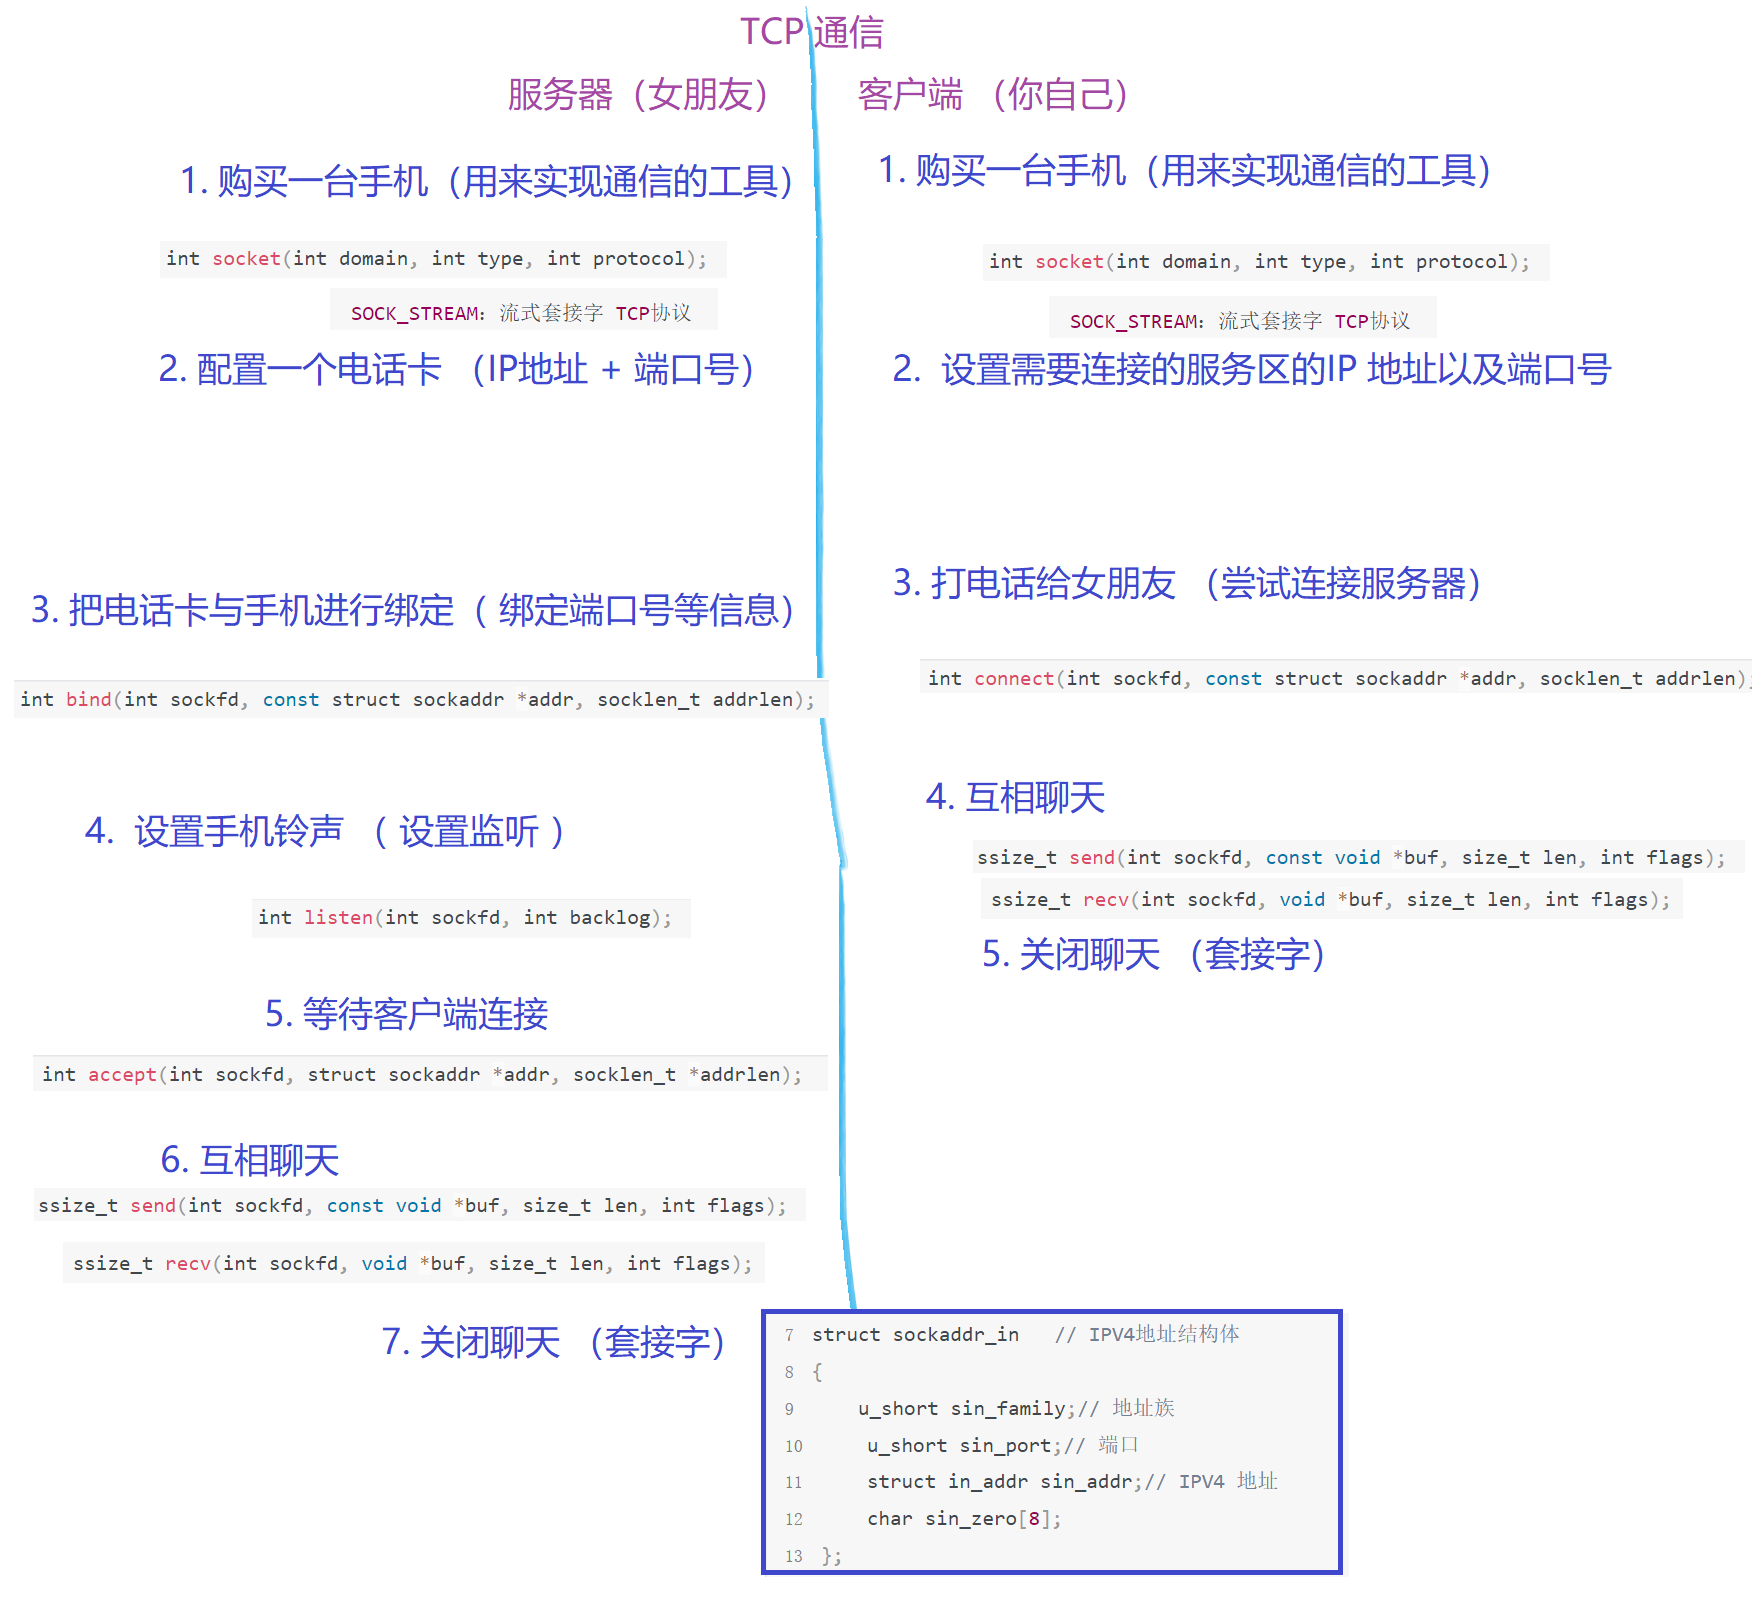 TCP 通信
服务器（女朋友）
1. 购买一台手机（用来实现通信的工具）
int socket(int domain, int type, int protocol);
SOCK_STREAM：流式套接字 TCP协议
2. 配置一个电话卡 （IP地址 + 端口号）
3. 把电话卡与手机进行绑定（ 绑定端口号等信息）
int bind(int sockfd, const struct sockaddr *addr, socklen_t addrlen);
4. 设置手机铃声 （ 设置监听 ）
int listen(int sockfd, int backlog);
5. 等待客户端连接
int accept(int sockfd, struct sockaddr *addr, socklen_t *addrlen);
6. 互相聊天
ssize_t send(int sockfd, const void *buf, size_t len, int flags);
ssize_t recv(int sockfd, void *buf, size_t len, int flags);
7. 关闭聊天 （套接字）
客户端 （你自己）
1. 购买一台手机（用来实现通信的工具）
int socket(int domain, int type, int protocol);
SOCK_STREAM：流式套接字 TCP协议
2. 设置需要连接的服务区的IP 地址以及端口号
3. 打电话给女朋友 （尝试连接服务器）
int connect(int sockfd, const struct sockaddr *addr, socklen_t addrlen);
4. 互相聊天
ssize_t send(int sockfd, const void *buf, size_t len, int flags);
ssize_t recv(int sockfd, void *buf, size_t len, int flags);
5. 关闭聊天 （套接字）
7 struct sockaddr_in // IPV4地址结构体
8 {
9 u_short sin_family;// 地址族
10 u_short sin_port;// 端口
11 struct in_addr sin_addr;// IPV4 地址
12 char sin_zero[8];
13 };